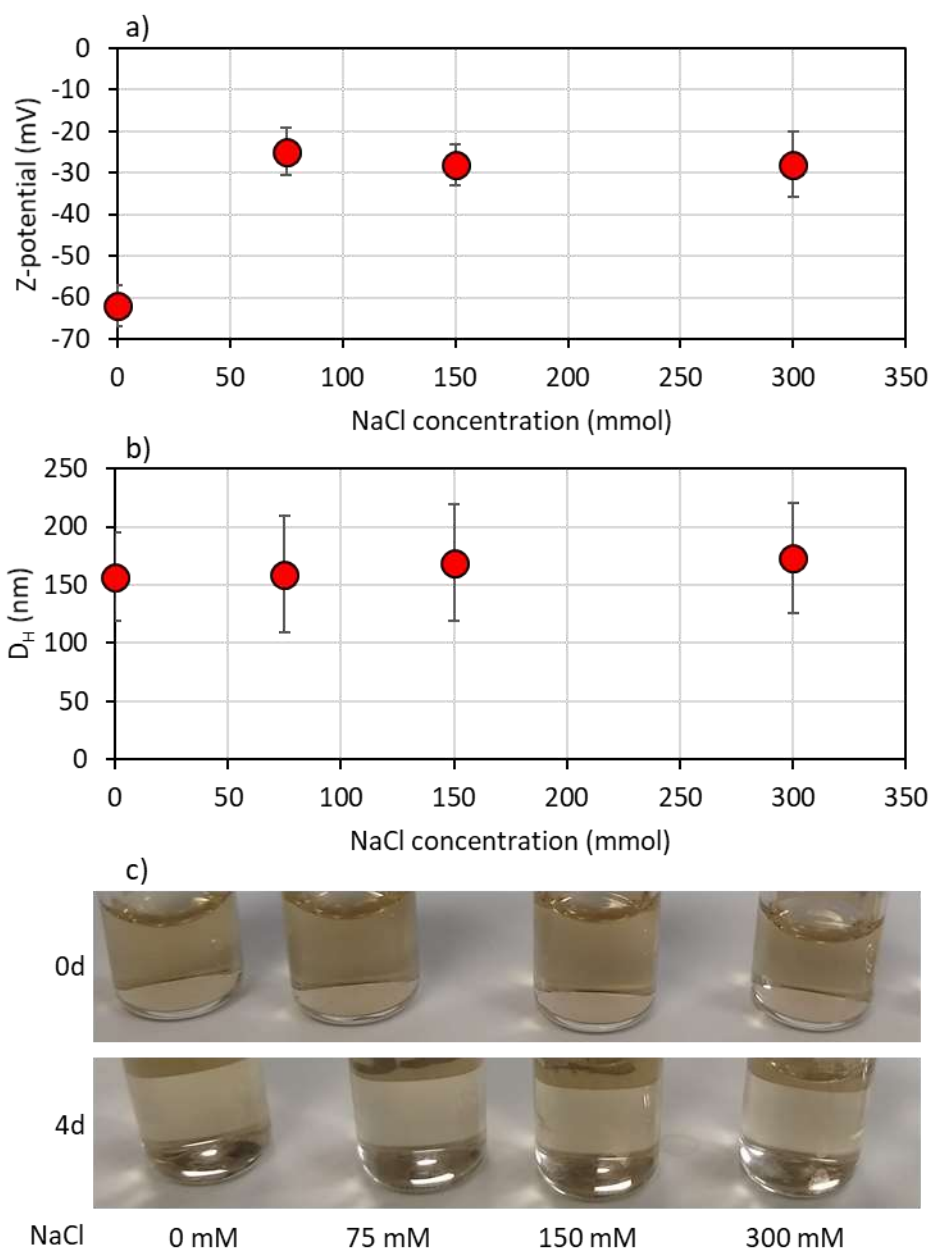 a)
0
-10
-20
-30
-40
-50
-60
-70
Z-potential (mV)
0 50 100 150 200 250 300 350
NaCl concentration (mmol)
b)
250
200
150
100
50
0
D_H (nm)
0 50 100 150 200 250 300 350
NaCl concentration (mmol)
c)
0d
4d
NaCl 0 mM 75 mM 150 mM 300 mM